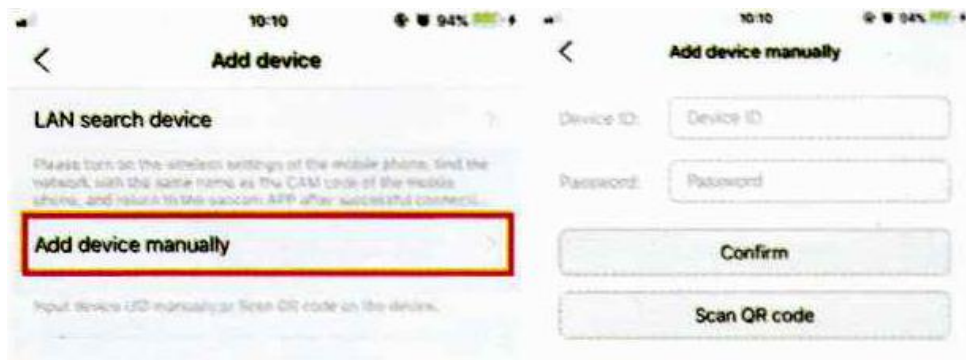 10:10
94%
Add device
LAN search device
Please turn on the wireless settings of the mobile phone, find the
network with the same name as the CAM code of the mobile
phone, and return to the APP after successful
Add device manually
Input device UID manually or Scan QR code on the device.
10:10
94%
Add device manually
Device ID:
Device ID
Password:
Password
Confirm
Scan QR code